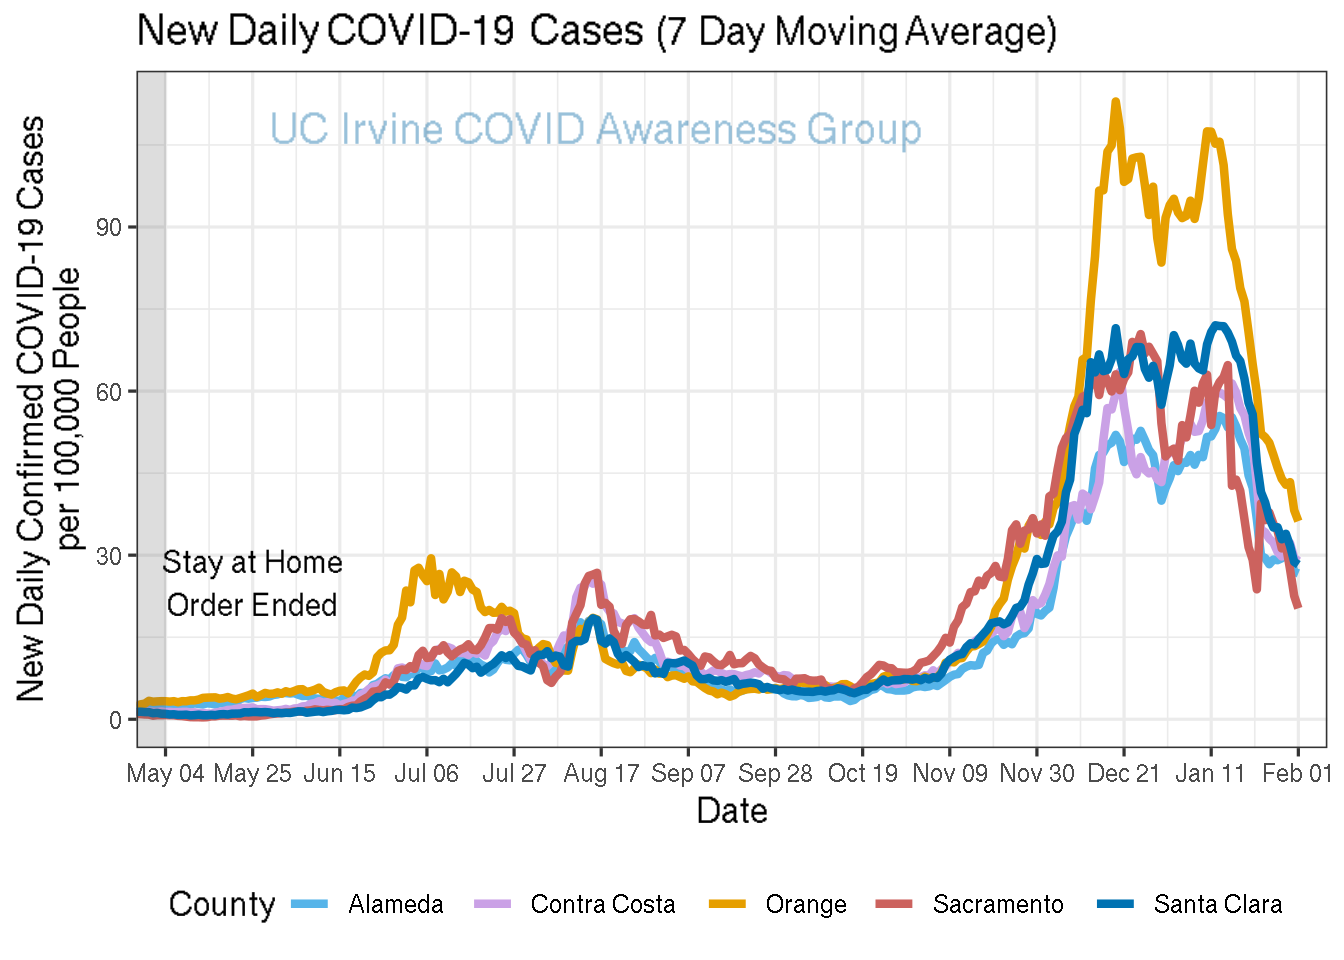 New Daily COVID-19 Cases (7 Day Moving Average)
UC Irvine COVID Awareness Group
New Daily Confirmed COVID-19 Cases
per 100,000 People
90
60
30
0
Stay at Home
Order Ended
May 04 May 25 Jun 15 Jul 06 Jul 27 Aug 17 Sep 07 Sep 28 Oct 19 Nov 09 Nov 30 Dec 21 Jan 11 Feb 01
Date
County Alameda Contra Costa Orange Sacramento Santa Clara